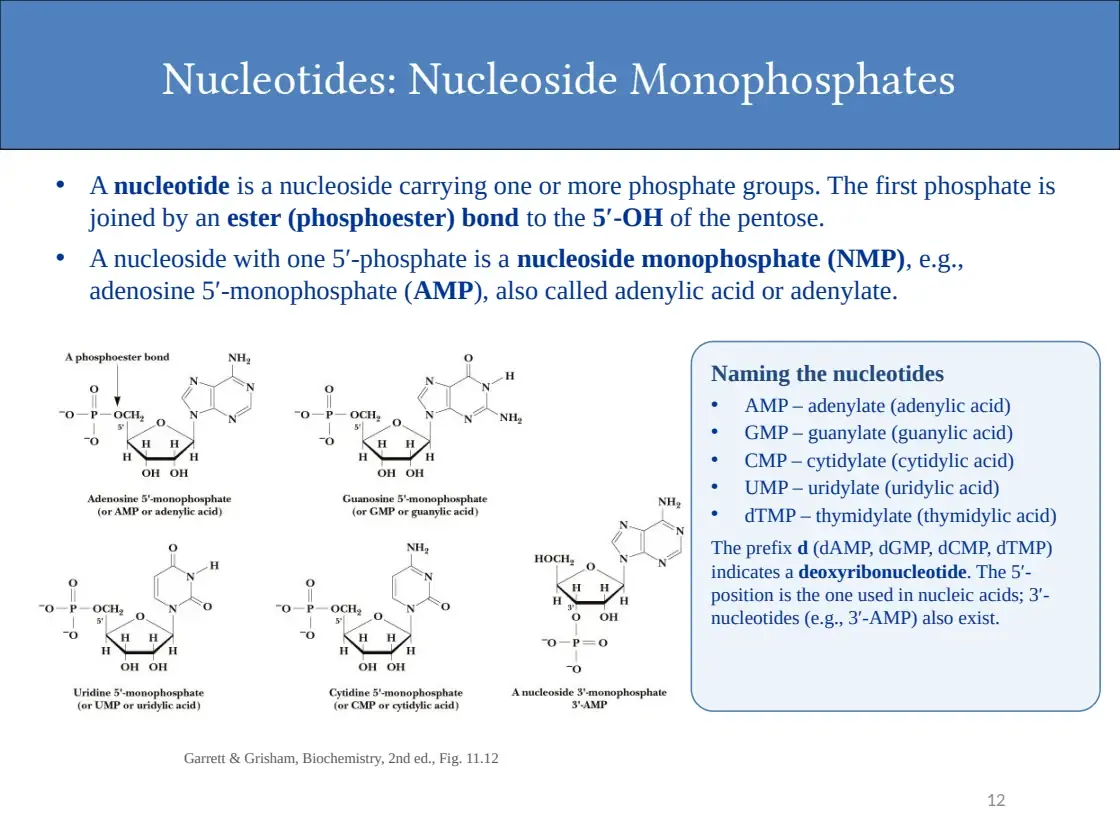 Nucleotides: Nucleoside Monophosphates
• A nucleotide is a nucleoside carrying one or more phosphate groups. The first phosphate is
joined by an ester (phosphoester) bond to the 5′-OH of the pentose.
• A nucleoside with one 5′-phosphate is a nucleoside monophosphate (NMP), e.g.,
adenosine 5′-monophosphate (AMP), also called adenylic acid or adenylate.
A phosphoester bond
NH₂
N
N
N
N
O
⁻O—P—OCH₂
⁻O
5'
O
H H
H H
OH OH
Adenosine 5'-monophosphate
(or AMP or adenylic acid)
O
N
N
H
N
N
NH₂
O
⁻O—P—OCH₂
⁻O
5'
O
H H
H H
OH OH
Guanosine 5'-monophosphate
(or GMP or guanylic acid)
O
N
H
N
O
O
⁻O—P—OCH₂
⁻O
5'
O
H H
H H
OH OH
Uridine 5'-monophosphate
(or UMP or uridylic acid)
NH₂
N
N
O
O
⁻O—P—OCH₂
⁻O
5'
O
H H
H H
OH OH
Cytidine 5'-monophosphate
(or CMP or cytidylic acid)
NH₂
N
N
N
N
HOCH₂
O
H H
H H
3'
O OH
⁻O—P=O
⁻O
A nucleoside 3'-monophosphate
3'-AMP
Naming the nucleotides
• AMP – adenylate (adenylic acid)
• GMP – guanylate (guanylic acid)
• CMP – cytidylate (cytidylic acid)
• UMP – uridylate (uridylic acid)
• dTMP – thymidylate (thymidylic acid)
The prefix d (dAMP, dGMP, dCMP, dTMP)
indicates a deoxyribonucleotide. The 5′-
position is the one used in nucleic acids; 3′-
nucleotides (e.g., 3′-AMP) also exist.
Garrett & Grisham, Biochemistry, 2nd ed., Fig. 11.12
12